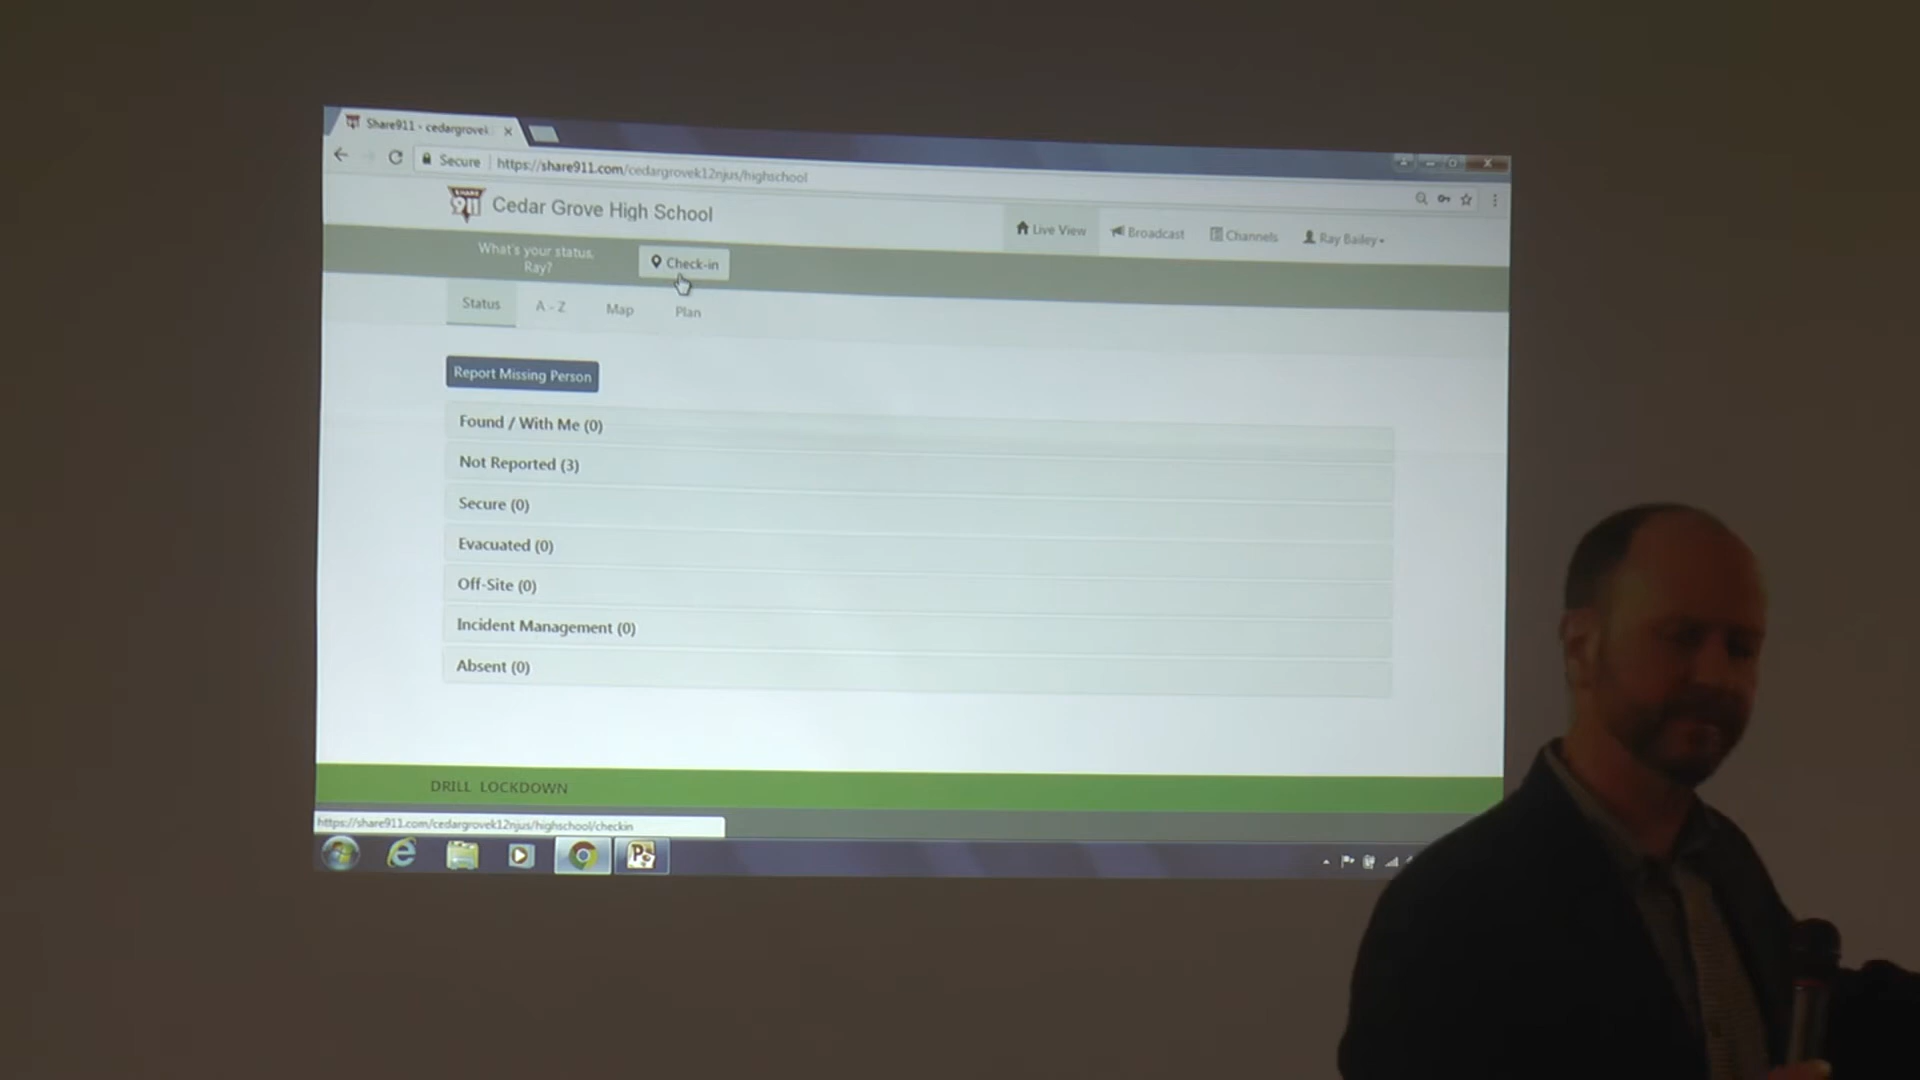 Share911 - cedargrovek
Secure https://share911.com/cedargrovek12njus/highschool
SHARE 911 Cedar Grove High School
Live View Broadcast Channels Ray Bailey
What's your status,
Ray?
Check-in
Status A - Z Map Plan
Report Missing Person
Found / With Me (0)
Not Reported (3)
Secure (0)
Evacuated (0)
Off-Site (0)
Incident Management (0)
Absent (0)
DRILL LOCKDOWN
https://share911.com/cedargrovek12njus/highschool/checkin